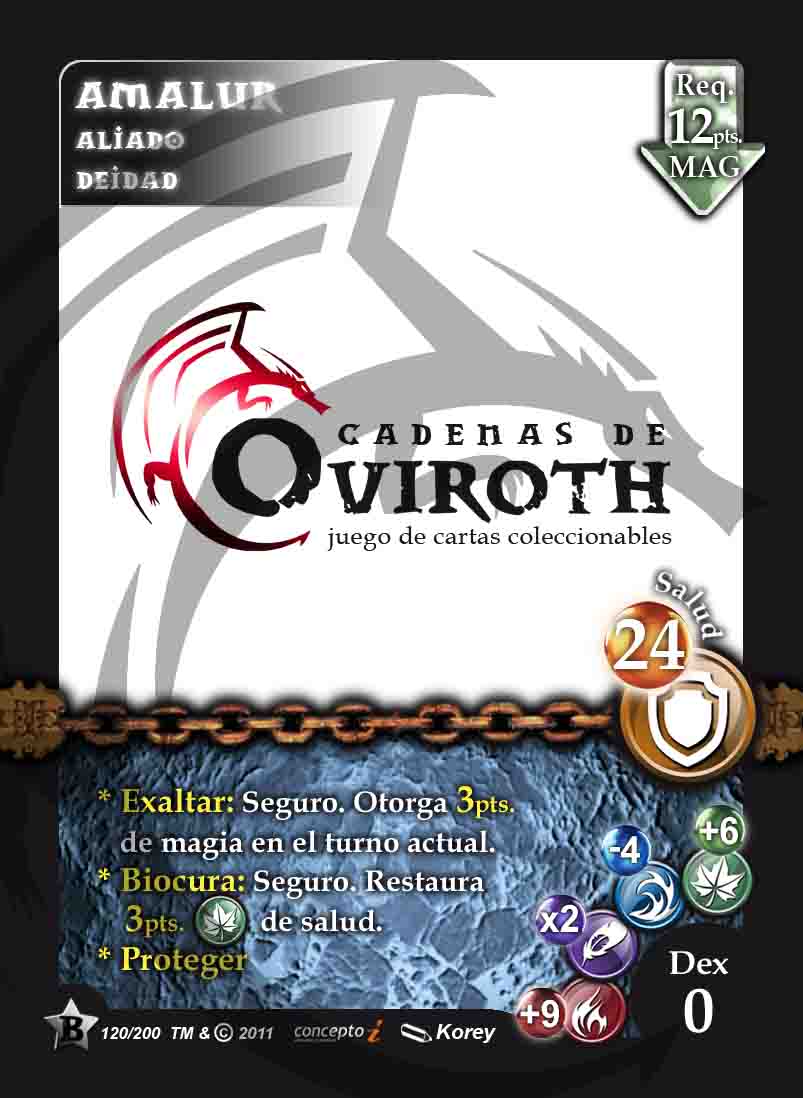 AMALUR
ALIADO
DEIDAD
Req.
12pts.
MAG
CADENAS DE
OVIROTH
juego de cartas coleccionables
Salud
24
* Exaltar: Seguro. Otorga 3pts.
de magia en el turno actual.
* Biocura: Seguro. Restaura
3pts. de salud.
* Proteger
+6
-4
x2
+9
Dex
0
B 120/200 TM & © 2011 concepto i Korey